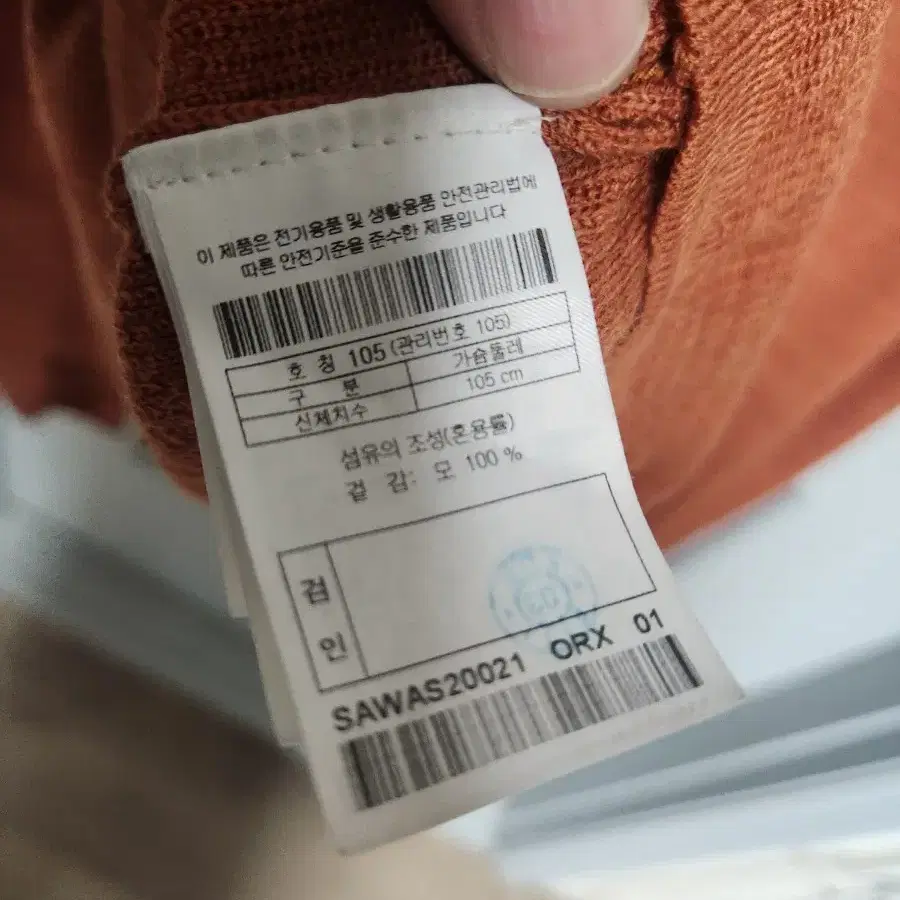 이 제품은 전기용품 및 생활용품 안전관리법에
따른 안전기준을 준수한 제품입니다
호 칭 105 (관리번호 105)
구 분 가슴둘레
신체치수 105 cm
섬유의 조성(혼용률)
겉 감: 모 100 %
검
인
SAWAS20021 ORX 01